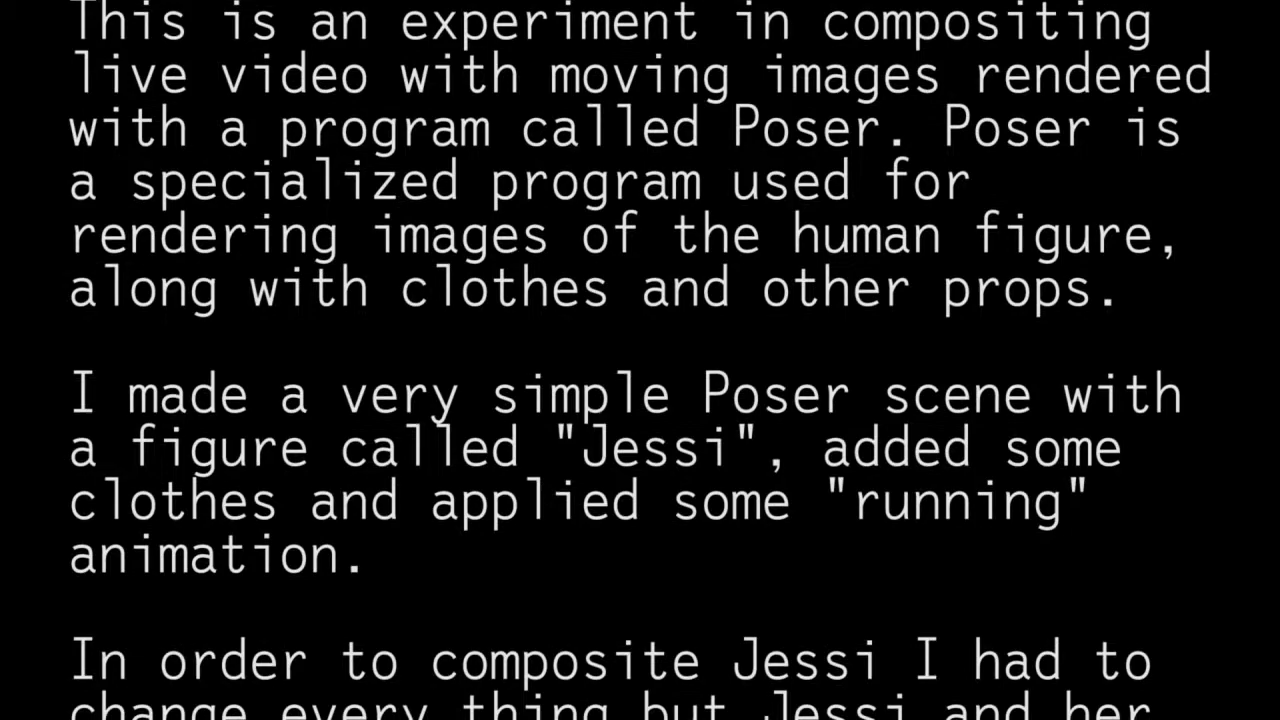 This is an experiment in compositing
live video with moving images rendered
with a program called Poser. Poser is
a specialized program used for
rendering images of the human figure,
along with clothes and other props.
I made a very simple Poser scene with
a figure called "Jessi", added some
clothes and applied some "running"
animation.
In order to composite Jessi I had to
change every thing but Jessi and her